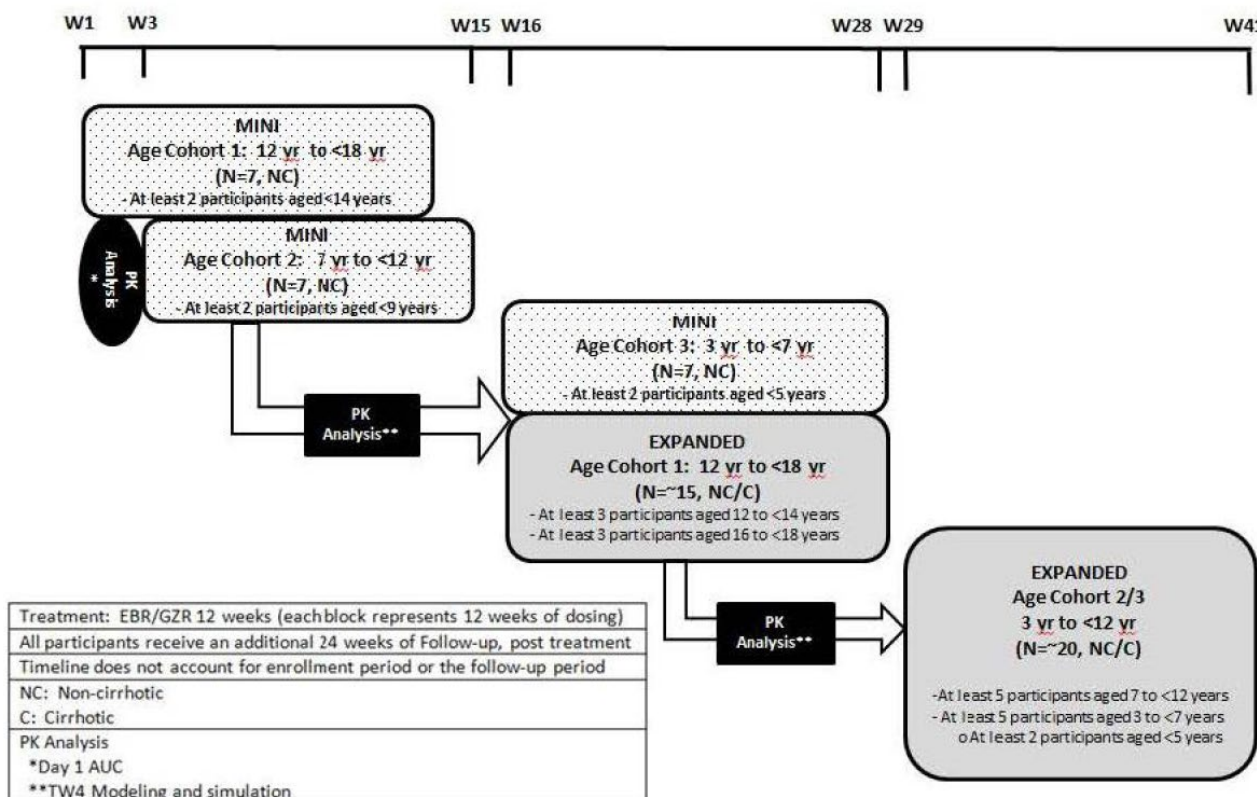 W1 W3 W15 W16 W28 W29 W41
MINI
Age Cohort 1: 12 yr to <18 yr
(N=7, NC)
- At least 2 participants aged <14 years
PK
Analysis
*
MINI
Age Cohort 2: 7 yr to <12 yr
(N=7, NC)
- At least 2 participants aged <9 years
MINI
Age Cohort 3: 3 yr to <7 yr
(N=7, NC)
- At least 2 participants aged <5 years
PK
Analysis**
EXPANDED
Age Cohort 1: 12 yr to <18 yr
(N=~15, NC/C)
- At least 3 participants aged 12 to <14 years
- At least 3 participants aged 16 to <18 years
PK
Analysis**
EXPANDED
Age Cohort 2/3
3 yr to <12 yr
(N=~20, NC/C)
-At least 5 participants aged 7 to <12 years
- At least 5 participants aged 3 to <7 years
o At least 2 participants aged <5 years
Treatment: EBR/GZR 12 weeks (each block represents 12 weeks of dosing)
All participants receive an additional 24 weeks of Follow-up, post treatment
Timeline does not account for enrollment period or the follow-up period
NC: Non-cirrhotic
C: Cirrhotic
PK Analysis
*Day 1 AUC
**TW4 Modeling and simulation